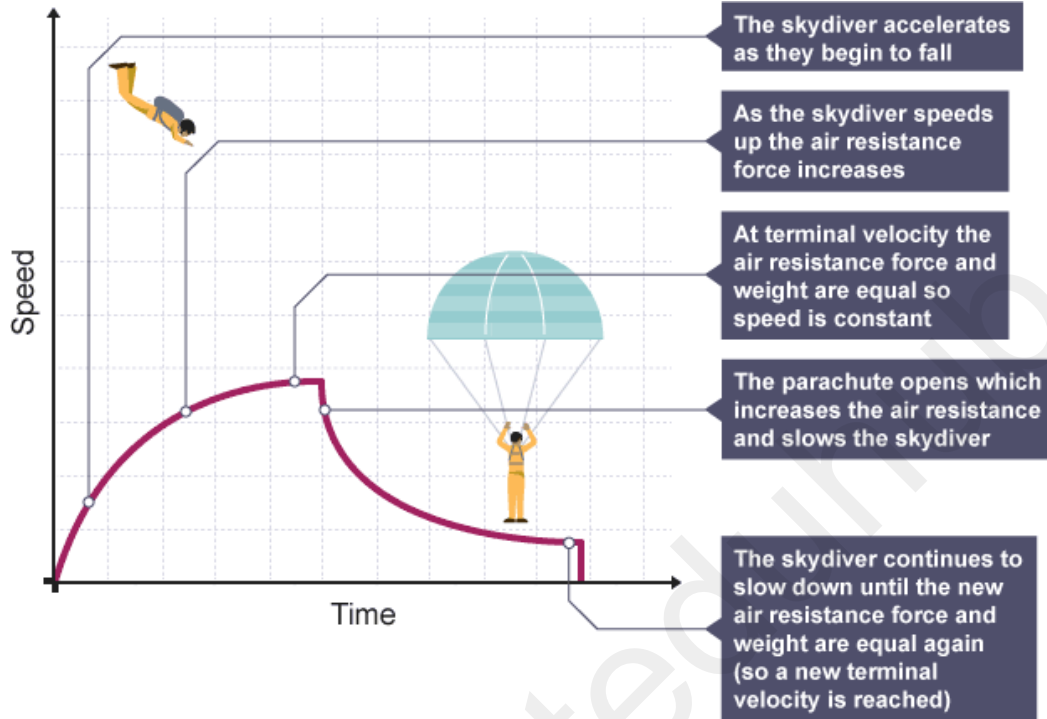 The skydiver accelerates
as they begin to fall
As the skydiver speeds
up the air resistance
force increases
At terminal velocity the
air resistance force and
weight are equal so
speed is constant
The parachute opens which
increases the air resistance
and slows the skydiver
The skydiver continues to
slow down until the new
air resistance force and
weight are equal again
(so a new terminal
velocity is reached)
Speed
Time